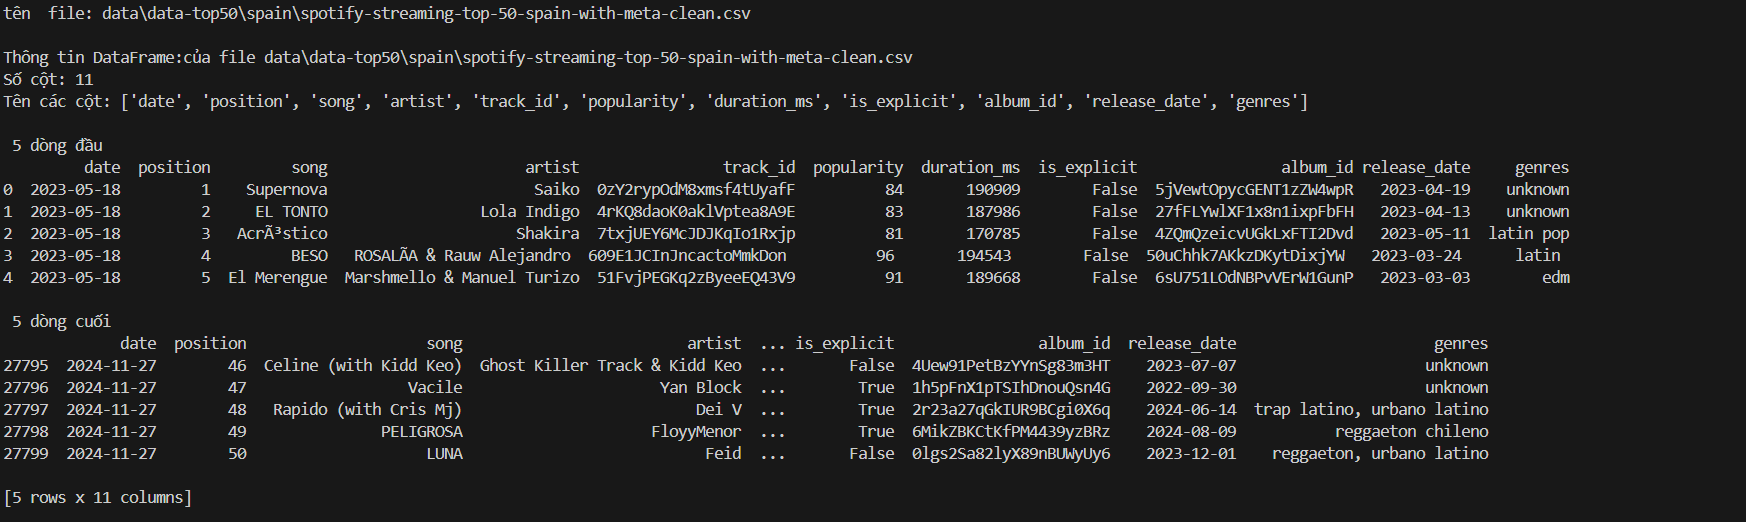 tên  file: data\data-top50\spain\spotify-streaming-top-50-spain-with-meta-clean.csv
Thông tin DataFrame:của file data\data-top50\spain\spotify-streaming-top-50-spain-with-meta-clean.csv
Số cột: 11
Tên các cột: ['date', 'position', 'song', 'artist', 'track_id', 'popularity', 'duration_ms', 'is_explicit', 'album_id', 'release_date', 'genres']
5 dòng đầu
date position song artist track_id popularity duration_ms is_explicit album_id release_date genres
0 2023-05-18 1 Supernova Saiko 0zY2rypOdM8xmsf4tUyafF 84 190909 False 5jVewtOpycGENT1zZW4wpR 2023-04-19 unknown
1 2023-05-18 2 EL TONTO Lola Indigo 4rKQ8daoK0aklVptea8A9E 83 187986 False 27fFLYwlXF1x8n1ixpFbFH 2023-04-13 unknown
2 2023-05-18 3 AcrÃ³stico Shakira 7txjUEY6McJDJKqIo1Rxjp 81 170785 False 4ZQmQzeicvUGkLxFTI2Dvd 2023-05-11 latin pop
3 2023-05-18 4 BESO ROSALÃA & Rauw Alejandro 609E1JCInJncactoMmkDon 96 194543 False 50uChhk7AKkzDKytDixjYW 2023-03-24 latin
4 2023-05-18 5 El Merengue Marshmello & Manuel Turizo 51FvjPEGKq2zByeeEQ43V9 91 189668 False 6sU751LOdNBPvVErW1GunP 2023-03-03 edm
5 dòng cuối
date position song artist ... is_explicit album_id release_date genres
27795 2024-11-27 46 Celine (with Kidd Keo) Ghost Killer Track & Kidd Keo ... False 4Uew91PetBzYYnSg83m3HT 2023-07-07 unknown
27796 2024-11-27 47 Vacile Yan Block ... True 1h5pFnX1pTSIhDnouQsn4G 2022-09-30 unknown
27797 2024-11-27 48 Rapido (with Cris Mj) Dei V ... True 2r23a27qGkIUR9BCgi0X6q 2024-06-14 trap latino, urbano latino
27798 2024-11-27 49 PELIGROSA FloyyMenor ... True 6MikZBKCtKfPM4439yzBRz 2024-08-09 reggaeton chileno
27799 2024-11-27 50 LUNA Feid ... False 0lgs2Sa82lyX89nBUWyUy6 2023-12-01 reggaeton, urbano latino
[5 rows x 11 columns]